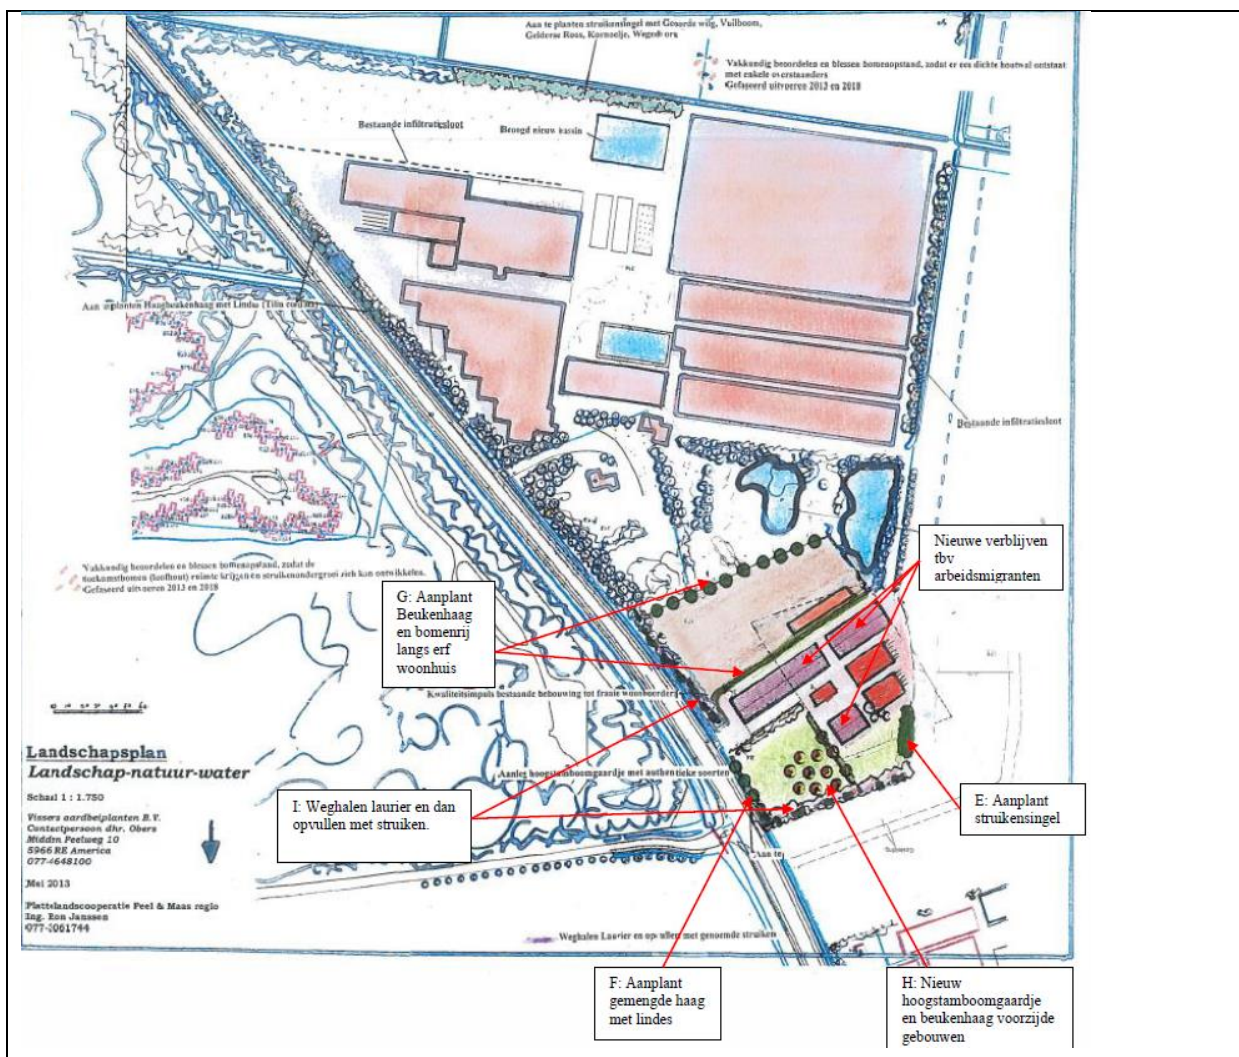 Aan te planten struikensingel met Geoorde wilg, Vuilboom,
Gelderse Roos, Kornoelje, Wegedoorn
Vakkundig beoordelen en blessen bomenopstand, zodat er een dichte houtwal ontstaat
met enkele overstaanders
Gefaseerd uitvoeren 2013 en 2018
Bestaande infiltratiesloot
Beoogd nieuw bassin
Aan te planten Haagbeukenhaag met Linden (Tilia cordata)
Bestaande infiltratiesloot
Vakkundig beoordelen en blessen bomenopstand, zodat de
toekomstbomen (loofhout) ruimte krijgen en struikenondergroei zich kan ontwikkelen.
Gefaseerd uitvoeren 2013 en 2018
Nieuwe verblijven
tbv
arbeidsmigranten
G: Aanplant
Beukenhaag
en bomenrij
langs erf
woonhuis
Kwaliteitsimpuls bestaande bebouwing tot fraaie woonboerderij
Landschapsplan
Landschap-natuur-water
Schaal 1 : 1.750
Vissers aardbeiplanten B.V.
Contactpersoon dhr. Obers
Midden Peelweg 10
5966 RE America
077-4648100
Mei 2013
Plattelandscooperatie Peel & Maas regio
Ing. Ron Janssen
077-3061744
Aanleg hoogstamboomgaardje met authentieke soorten
I: Weghalen laurier en dan
opvullen met struiken.
E: Aanplant
struikensingel
Aan te
Weghalen Laurier en opvullen met genoemde struiken
F: Aanplant
gemengde haag
met lindes
H: Nieuw
hoogstamboomgaardje
en beukenhaag voorzijde
gebouwen